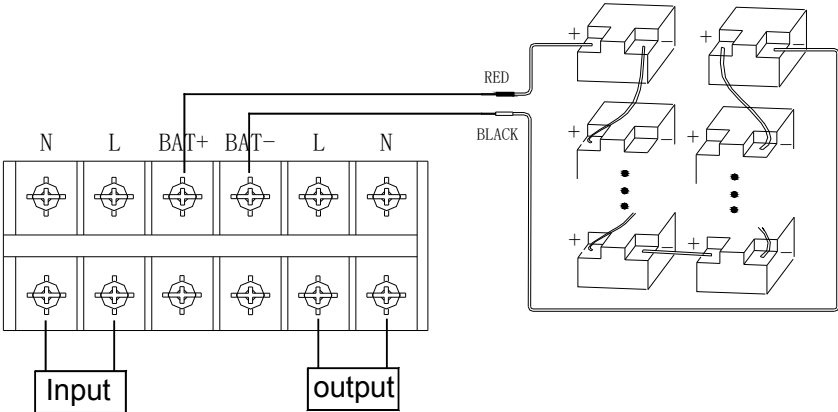 RED
BLACK
N L BAT+ BAT- L N
+ - + -
+ - + -
+ - + -
Input output